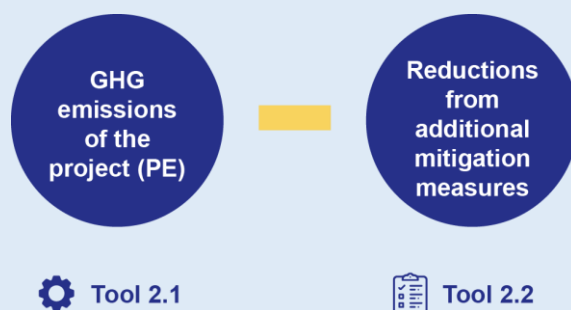 GHG
emissions
of the
project (PE)
Reductions
from
additional
mitigation
measures
Tool 2.1
Tool 2.2